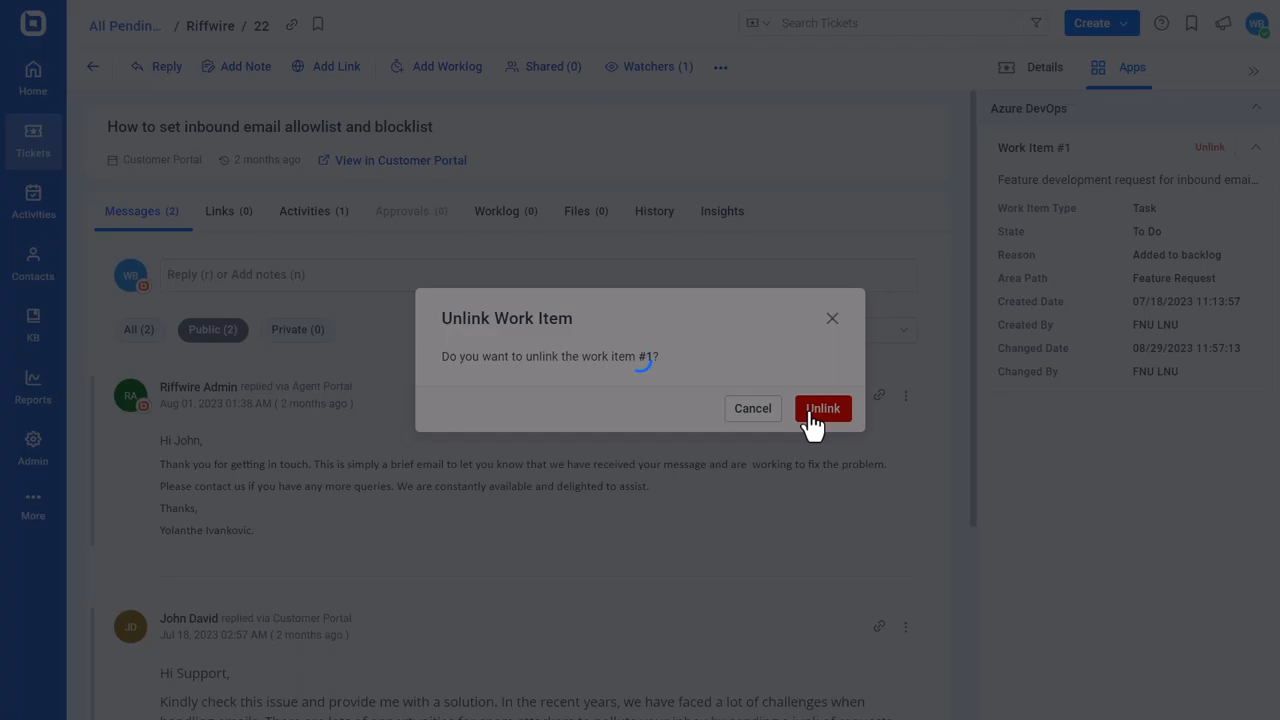 All Pendin... / Riffwire / 22
Search Tickets
Create
WB
Home
Tickets
Activities
Contacts
KB
Reports
Admin
More
Reply
Add Note
Add Link
Add Worklog
Shared (0)
Watchers (1)
Details
Apps
How to set inbound email allowlist and blocklist
Customer Portal
2 months ago
View in Customer Portal
Messages (2)
Links (0)
Activities (1)
Approvals (0)
Worklog (0)
Files (0)
History
Insights
WB
Reply (r) or Add notes (n)
All (2)
Public (2)
Private (0)
Unlink Work Item
Do you want to unlink the work item #1?
Cancel
Unlink
RA
Riffwire Admin replied via Agent Portal
Aug 01, 2023 01:38 AM ( 2 months ago )
Hi John,
Thank you for getting in touch. This is simply a brief email to let you know that we have received your message and are working to fix the problem.
Please contact us if you have any more queries. We are constantly available and delighted to assist.
Thanks,
Yolanthe Ivankovic.
JD
John David replied via Customer Portal
Jul 18, 2023 02:57 AM ( 2 months ago )
Hi Support,
Kindly check this issue and provide me with a solution. In the recent years, we have faced a lot of challenges when
Azure DevOps
Work Item #1
Unlink
Feature development request for inbound emai...
Work Item Type Task
State To Do
Reason Added to backlog
Area Path Feature Request
Created Date 07/18/2023 11:13:57
Created By FNU LNU
Changed Date 08/29/2023 11:57:13
Changed By FNU LNU